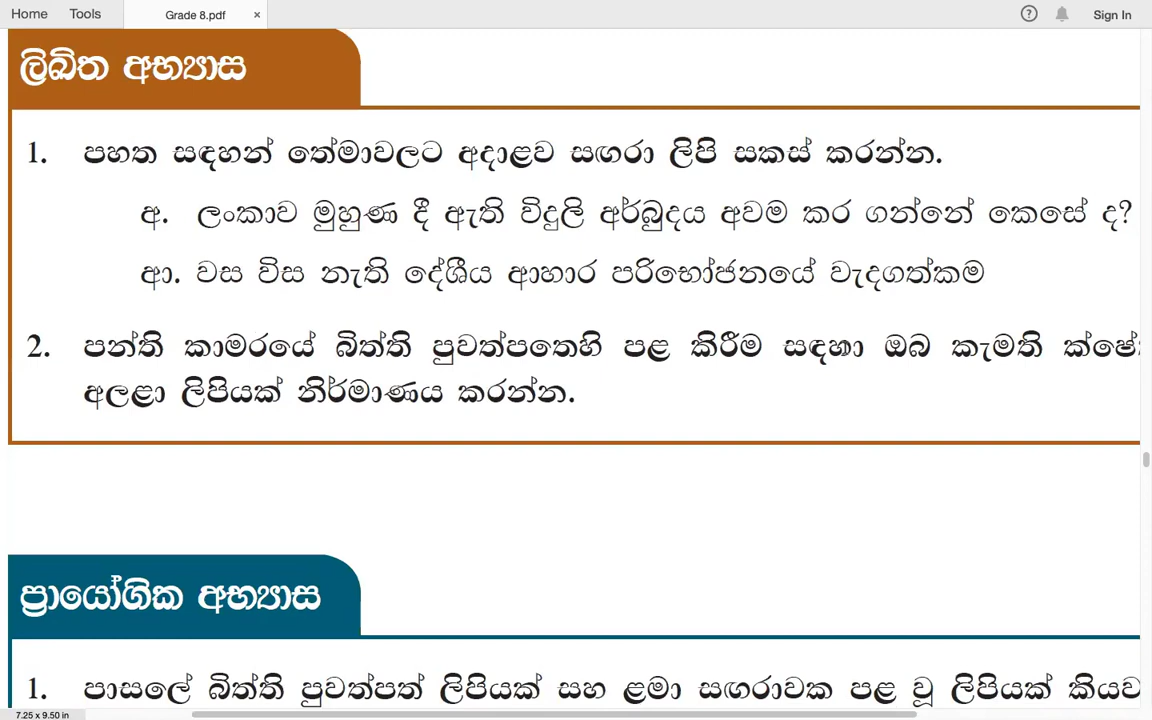 Home Tools Grade 8.pdf × ? Sign In
ලිඛිත අභ්‍යාස
1. පහත සඳහන් තේමාවලට අදාළව සඟරා ලිපි සකස් කරන්න.
අ. ලංකාව මුහුණ දී ඇති විදුලි අර්බුදය අවම කර ගන්නේ කෙසේ ද?
ආ. වස විස නැති දේශීය ආහාර පරිභෝජනයේ වැදගත්කම
2. පන්ති කාමරයේ බිත්ති පුවත්පතෙහි පළ කිරීම සඳහා ඔබ කැමති
අලළා ලිපියක් නිර්මාණය කරන්න.
ප්‍රායෝගික අභ්‍යාස
1. පාසලේ බිත්ති පුවත්පත් ලිපියක් සහ ළමා සඟරාවක පළ වූ ලිපියක්
7.25 x 9.50 in